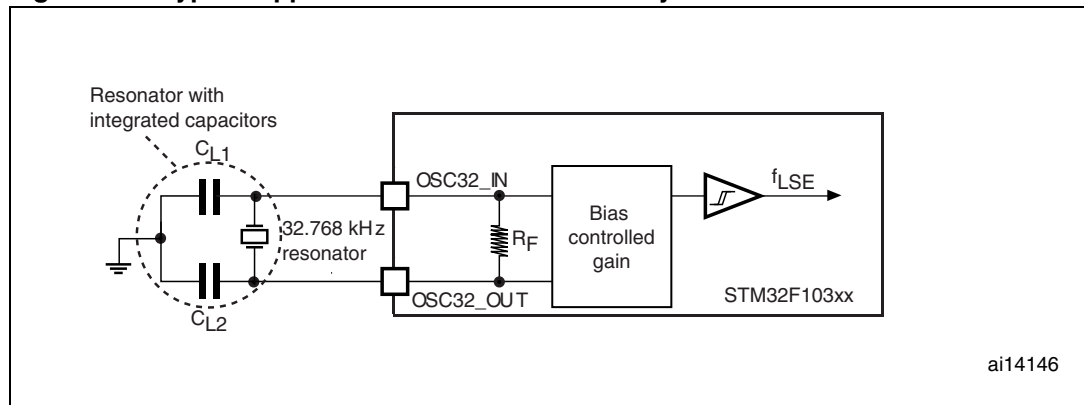 Resonator with
integrated capacitors
CL1
OSC32_IN
fLSE
32.768 kHz
resonator
RF
Bias
controlled
gain
OSC32_OUT
STM32F103xx
CL2
ai14146